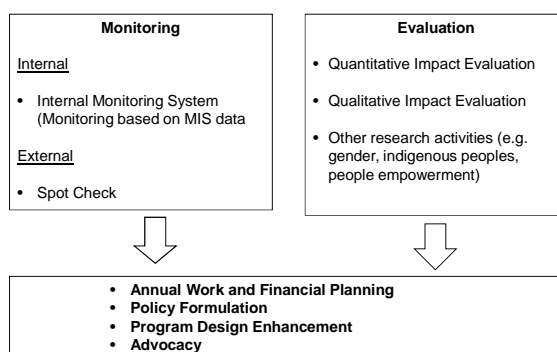 Monitoring
Internal
• Internal Monitoring System
(Monitoring based on MIS data
External
• Spot Check
Evaluation
• Quantitative Impact Evaluation
• Qualitative Impact Evaluation
• Other research activities (e.g.
gender, indigenous peoples,
people empowerment)
• Annual Work and Financial Planning
• Policy Formulation
• Program Design Enhancement
• Advocacy